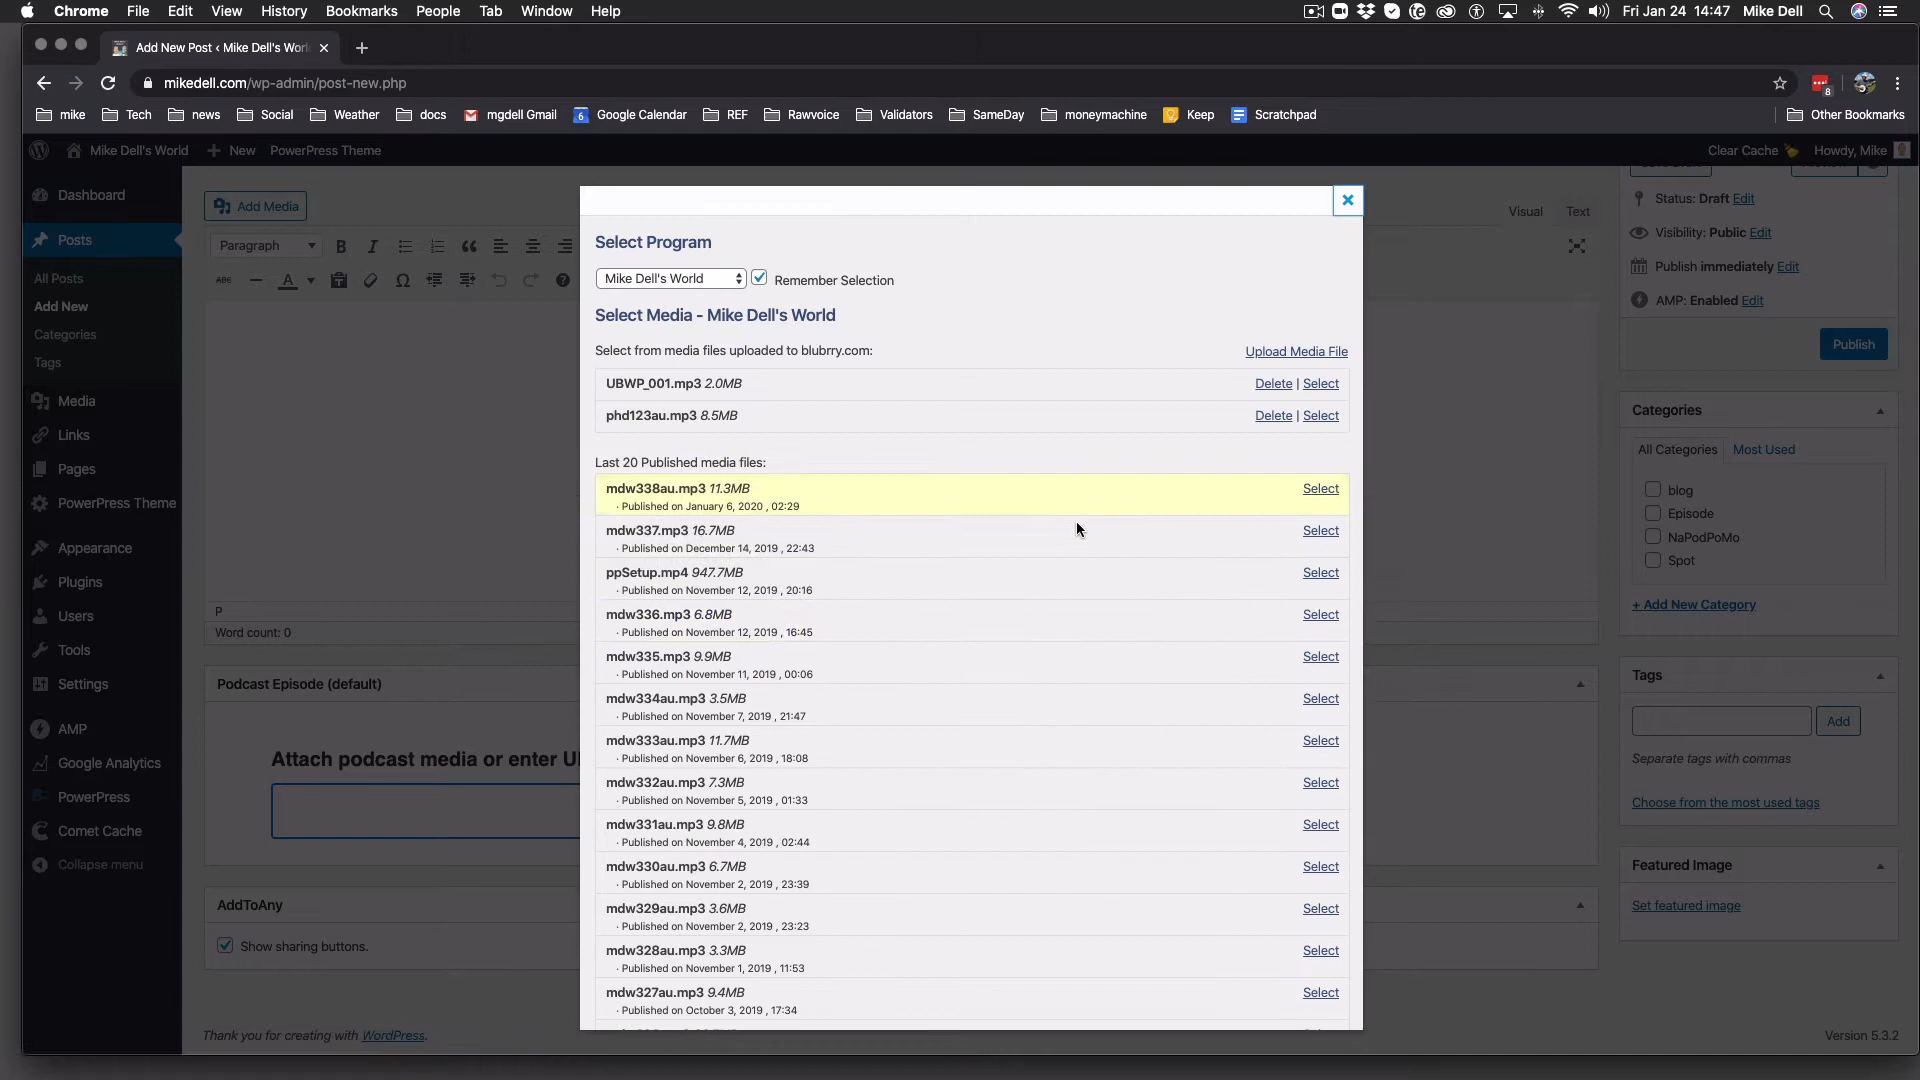 Chrome File Edit View History Bookmarks People Tab Window Help Fri Jan 24 14:47 Mike Dell
Add New Post ‹ Mike Dell's Worl
mikedell.com/wp-admin/post-new.php 8
mike Tech news Social Weather docs mgdell Gmail 6 Google Calendar REF Rawvoice Validators SameDay moneymachine Keep Scratchpad Other Bookmarks
Mike Dell's World New PowerPress Theme Clear Cache Howdy, Mike
Dashboard
Posts
All Posts
Add New
Categories
Tags
Media
Links
Pages
PowerPress Theme
Appearance
Plugins
Users
Tools
Settings
AMP
Google Analytics
PowerPress
Comet Cache
Collapse menu
Add Media
Visual Text
Paragraph
P
Word count: 0
Podcast Episode (default)
Attach podcast media or enter U
AddToAny
Show sharing buttons.
Thank you for creating with WordPress.
Version 5.3.2
Select Program
Mike Dell's World Remember Selection
Select Media - Mike Dell's World
Select from media files uploaded to blubrry.com: Upload Media File
UBWP_001.mp3 2.0MB Delete | Select
phd123au.mp3 8.5MB Delete | Select
Last 20 Published media files:
mdw338au.mp3 11.3MB Select
· Published on January 6, 2020 , 02:29
mdw337.mp3 16.7MB Select
· Published on December 14, 2019 , 22:43
ppSetup.mp4 947.7MB Select
· Published on November 12, 2019 , 20:16
mdw336.mp3 6.8MB Select
· Published on November 12, 2019 , 16:45
mdw335.mp3 9.9MB Select
· Published on November 11, 2019 , 00:06
mdw334au.mp3 3.5MB Select
· Published on November 7, 2019 , 21:47
mdw333au.mp3 11.7MB Select
· Published on November 6, 2019 , 18:08
mdw332au.mp3 7.3MB Select
· Published on November 5, 2019 , 01:33
mdw331au.mp3 9.8MB Select
· Published on November 4, 2019 , 02:44
mdw330au.mp3 6.7MB Select
· Published on November 2, 2019 , 23:39
mdw329au.mp3 3.6MB Select
· Published on November 2, 2019 , 23:23
mdw328au.mp3 3.3MB Select
· Published on November 1, 2019 , 11:53
mdw327au.mp3 9.4MB Select
· Published on October 3, 2019 , 17:34
Status: Draft Edit
Visibility: Public Edit
Publish immediately Edit
AMP: Enabled Edit
Publish
Categories
All Categories Most Used
blog
Episode
NaPodPoMo
Spot
+ Add New Category
Tags
Add
Separate tags with commas
Choose from the most used tags
Featured Image
Set featured image